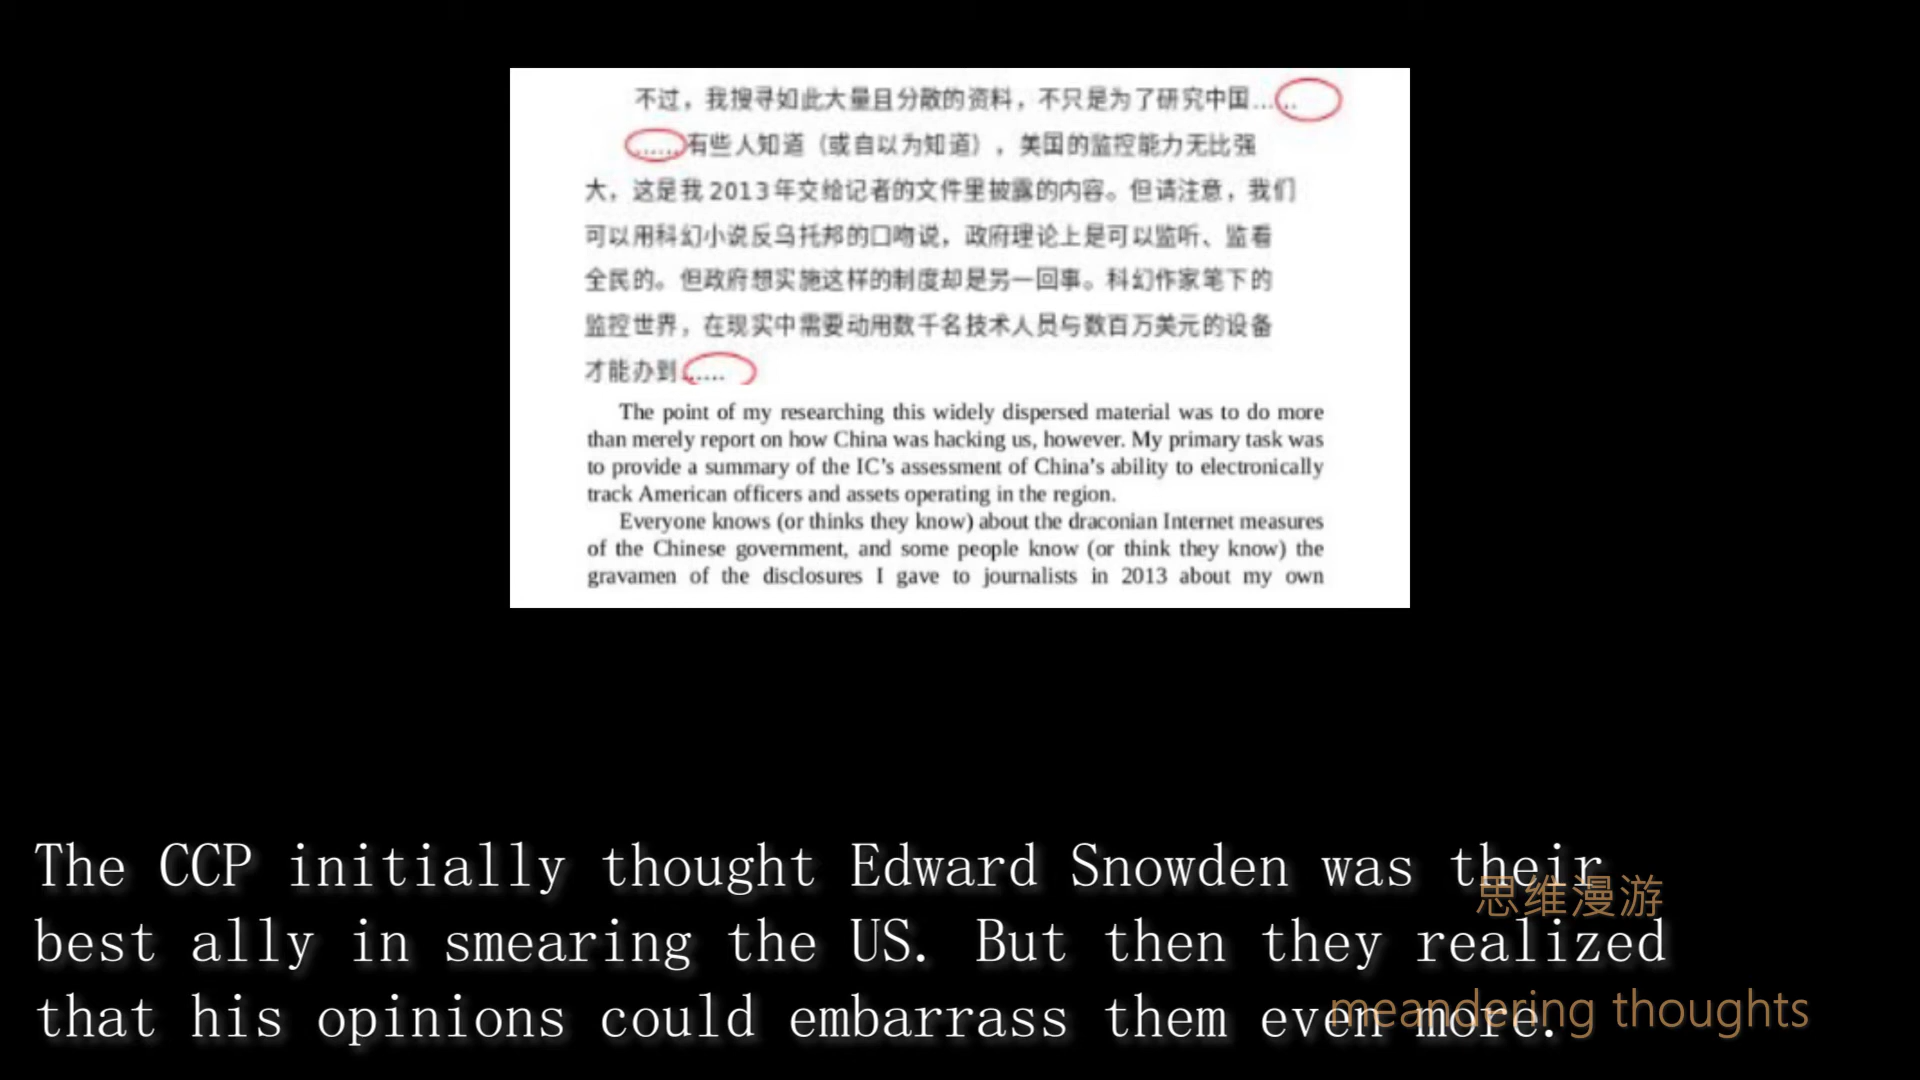 不过，我搜寻如此大量且分散的资料，不只是为了研究中国……
……有些人知道（或自以为知道），美国的监控能力无比强
大，这是我 2013 年交给记者的文件里披露的内容。但请注意，我们
可以用科幻小说反乌托邦的口吻说，政府理论上是可以监听、监看
全民的。但政府想实施这样的制度却是另一回事。科幻作家笔下的
监控世界，在现实中需要动用数千名技术人员与数百万美元的设备
才能办到……
The point of my researching this widely dispersed material was to do more
than merely report on how China was hacking us, however. My primary task was
to provide a summary of the IC's assessment of China's ability to electronically
track American officers and assets operating in the region.
Everyone knows (or thinks they know) about the draconian Internet measures
of the Chinese government, and some people know (or think they know) the
gravamen of the disclosures I gave to journalists in 2013 about my own
The CCP initially thought Edward Snowden was their
best ally in smearing the US. But then they realized
that his opinions could embarrass them even more.
思维漫游
meandering thoughts